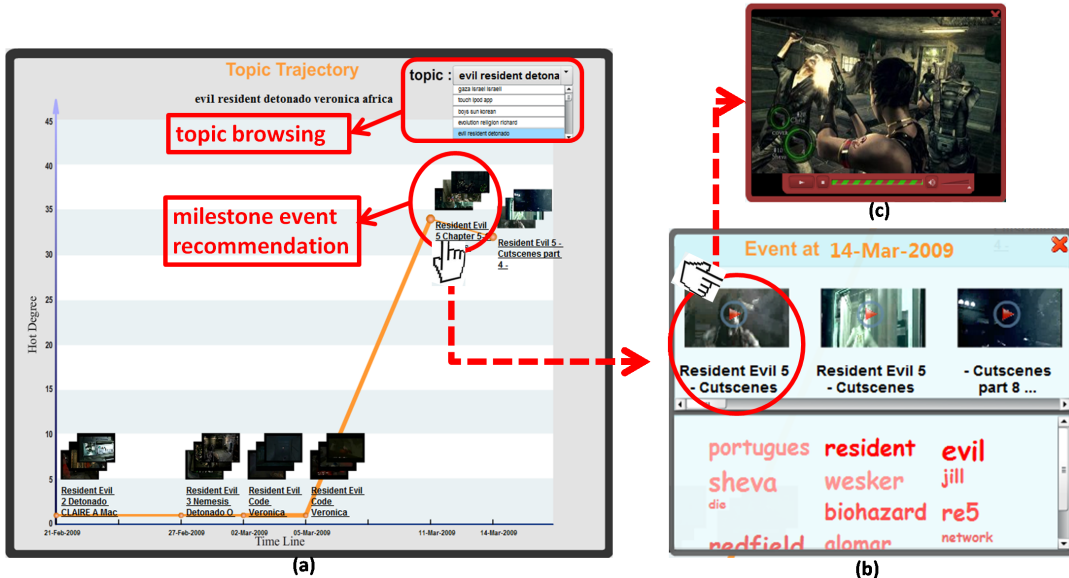 Topic Trajectory
topic :
evil resident detona
gaza israel israeli
touch ipod app
boys sun korean
evolution religion richard
evil resident detonado
evil resident detonado veronica africa
topic browsing
milestone event
recommendation
45
40
35
30
25
20
15
10
5
0
Hot Degree
Resident Evil
5 Chapter 5-
Resident Evil 5 -
Cutscenes part
4 -
Resident Evil
2 Detonado
CLAIRE A Mac
Resident Evil
3 Nemesis
Detonado O
Resident Evil
Code
Veronica
Resident Evil
Code
Veronica
21-Feb-2009
27-Feb-2009
02-Mar-2009
05-Mar-2009
11-Mar-2009
14-Mar-2009
Time Line
(a)
COVER
(c)
Event at 14-Mar-2009
Resident Evil 5
- Cutscenes
Resident Evil 5
- Cutscenes
- Cutscenes
part 8 ...
portugues resident evil
sheva wesker jill
die
biohazard re5
redfield alomar network
(b)